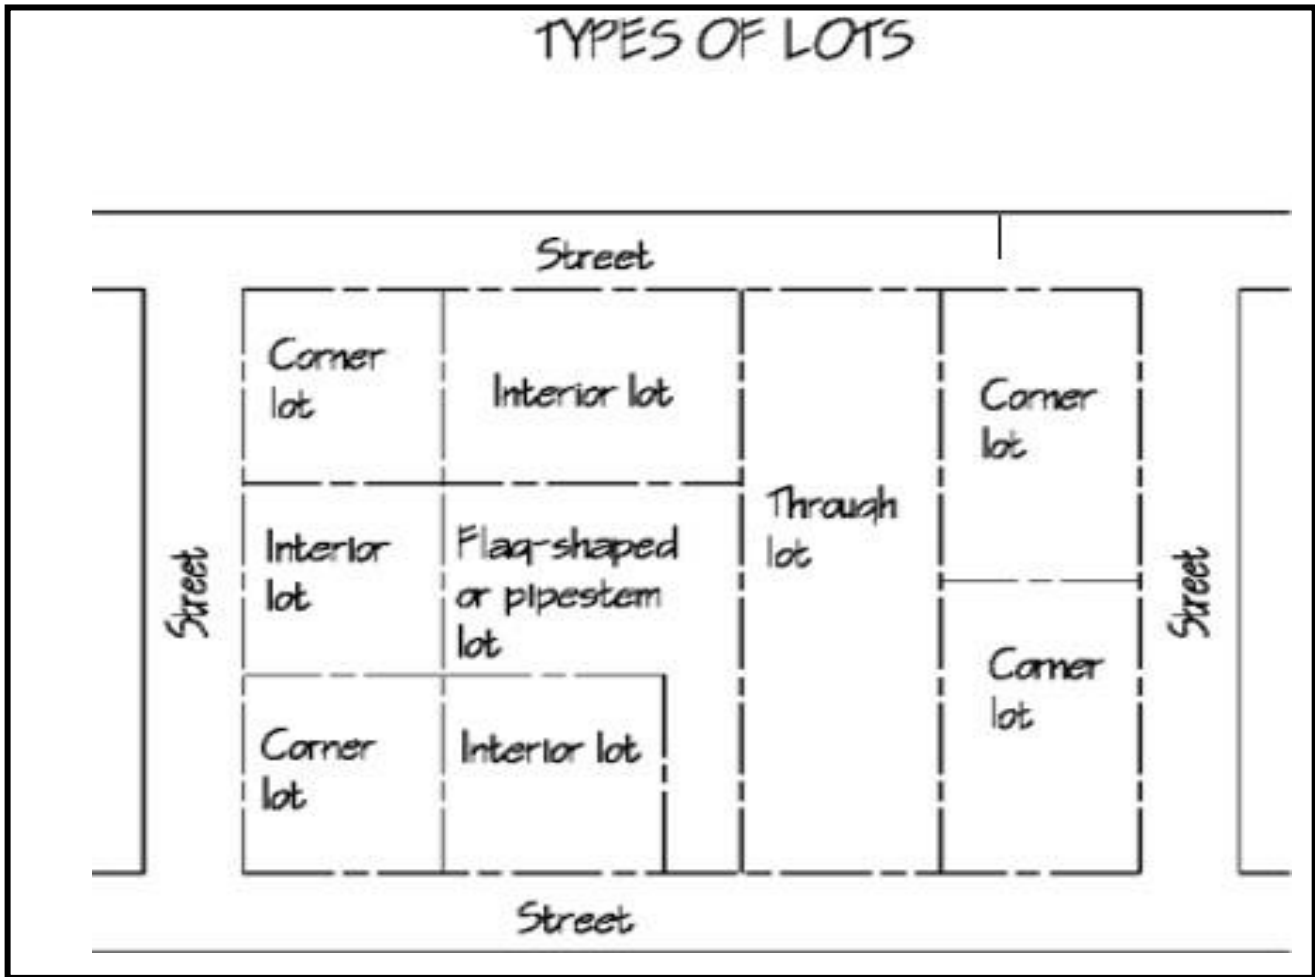 TYPES OF LOTS
Street
Corner
lot
Interior lot
Corner
lot
Through
lot
Interior
lot
Flag-shaped
or pipestem
lot
Street
Street
Corner
lot
Corner
lot
Interior lot
Street